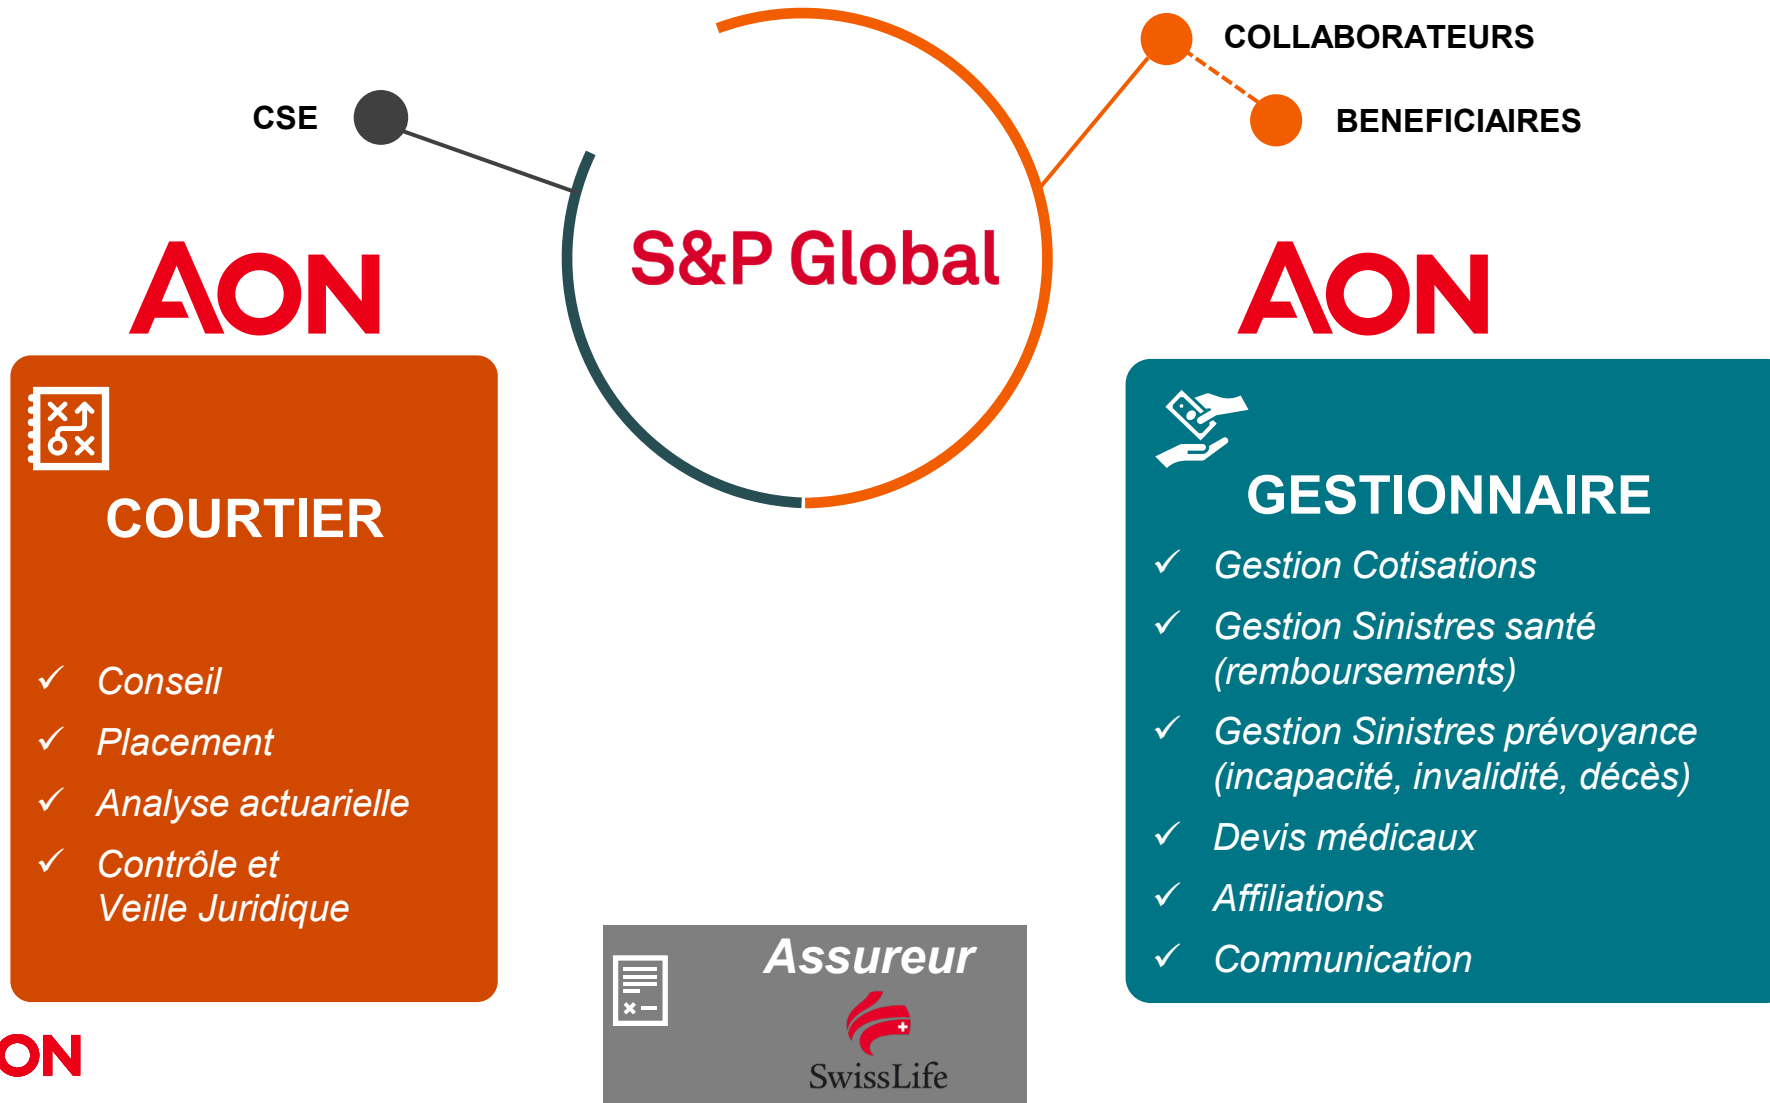 COLLABORATEURS
CSE
BENEFICIAIRES
S&P Global
AON
AON
COURTIER
✓ Conseil
✓ Placement
✓ Analyse actuarielle
✓ Contrôle et
Veille Juridique
GESTIONNAIRE
✓ Gestion Cotisations
✓ Gestion Sinistres santé
(remboursements)
✓ Gestion Sinistres prévoyance
(incapacité, invalidité, décès)
✓ Devis médicaux
✓ Affiliations
✓ Communication
Assureur
SwissLife
ON